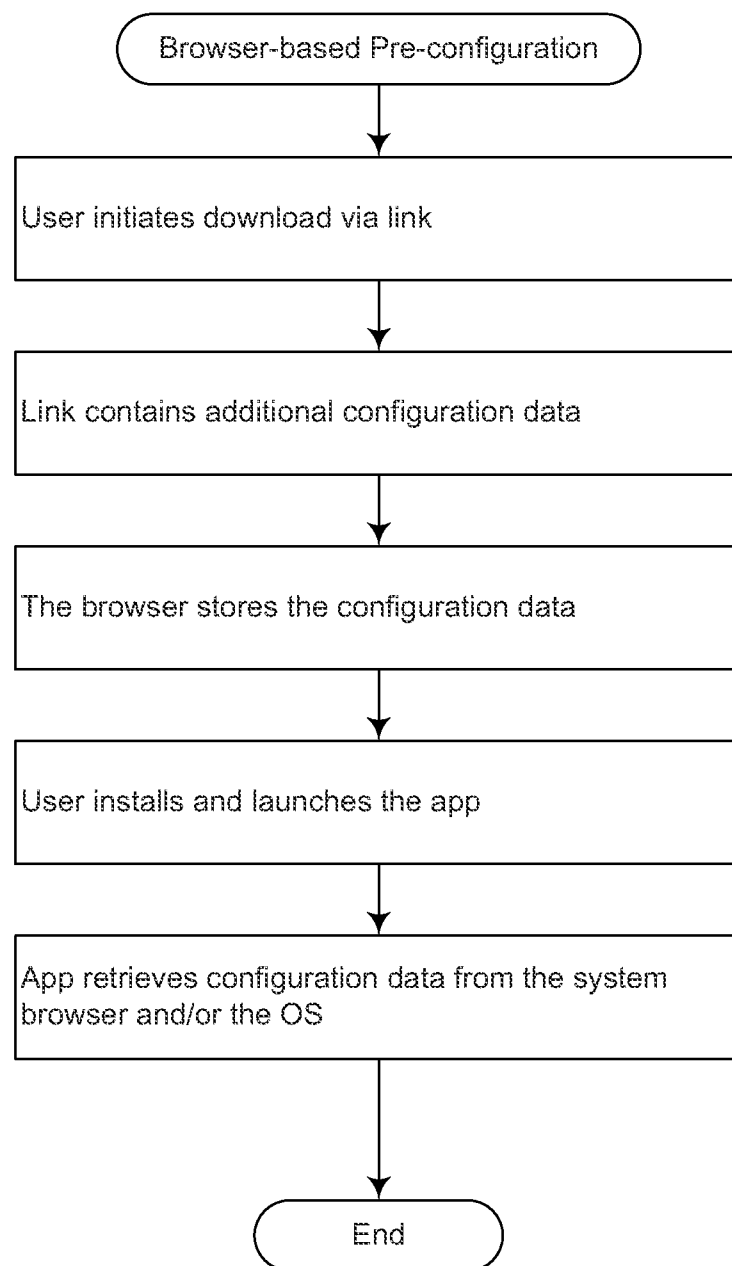 Browser-based Pre-configuration
User initiates download via link
Link contains additional configuration data
The browser stores the configuration data
User installs and launches the app
App retrieves configuration data from the system
browser and/or the OS
End